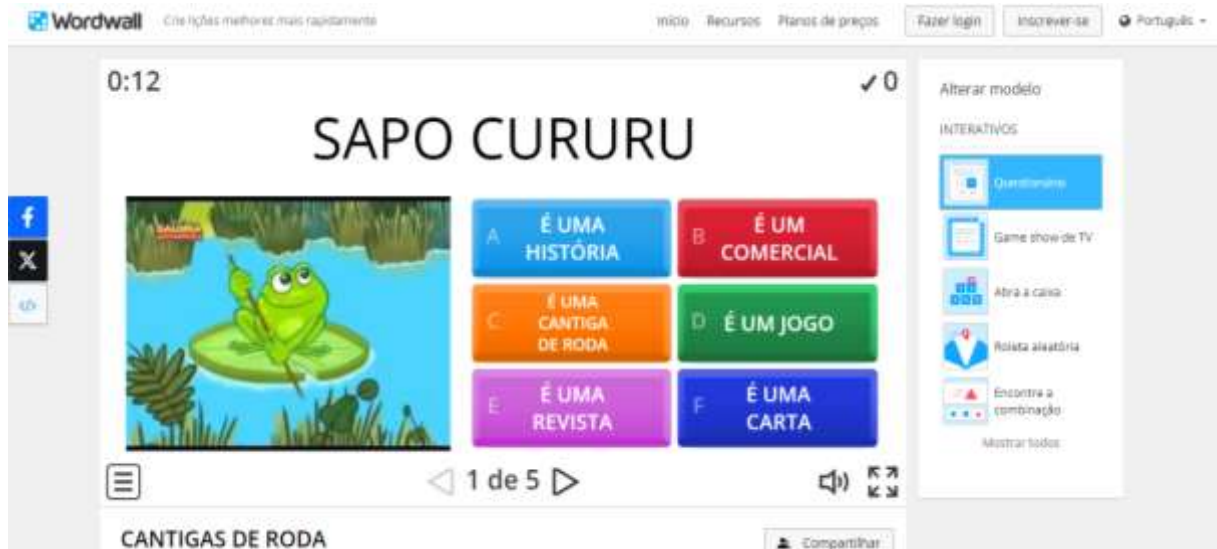 Wordwall Crie lições melhores mais rapidamente
Início Recursos Planos de preços Fazer login Inscrever-se Português
0:12
0
SAPO CURURU
A É UMA
HISTÓRIA
B É UM
COMERCIAL
C É UMA
CANTIGA
DE RODA
D É UM JOGO
E É UMA
REVISTA
F É UMA
CARTA
1 de 5
CANTIGAS DE RODA
Compartilhar
Alterar modelo
INTERATIVOS
Questionário
Game show de TV
Abra a caixa
Roleta aleatória
Encontre a
combinação
Mostrar todos